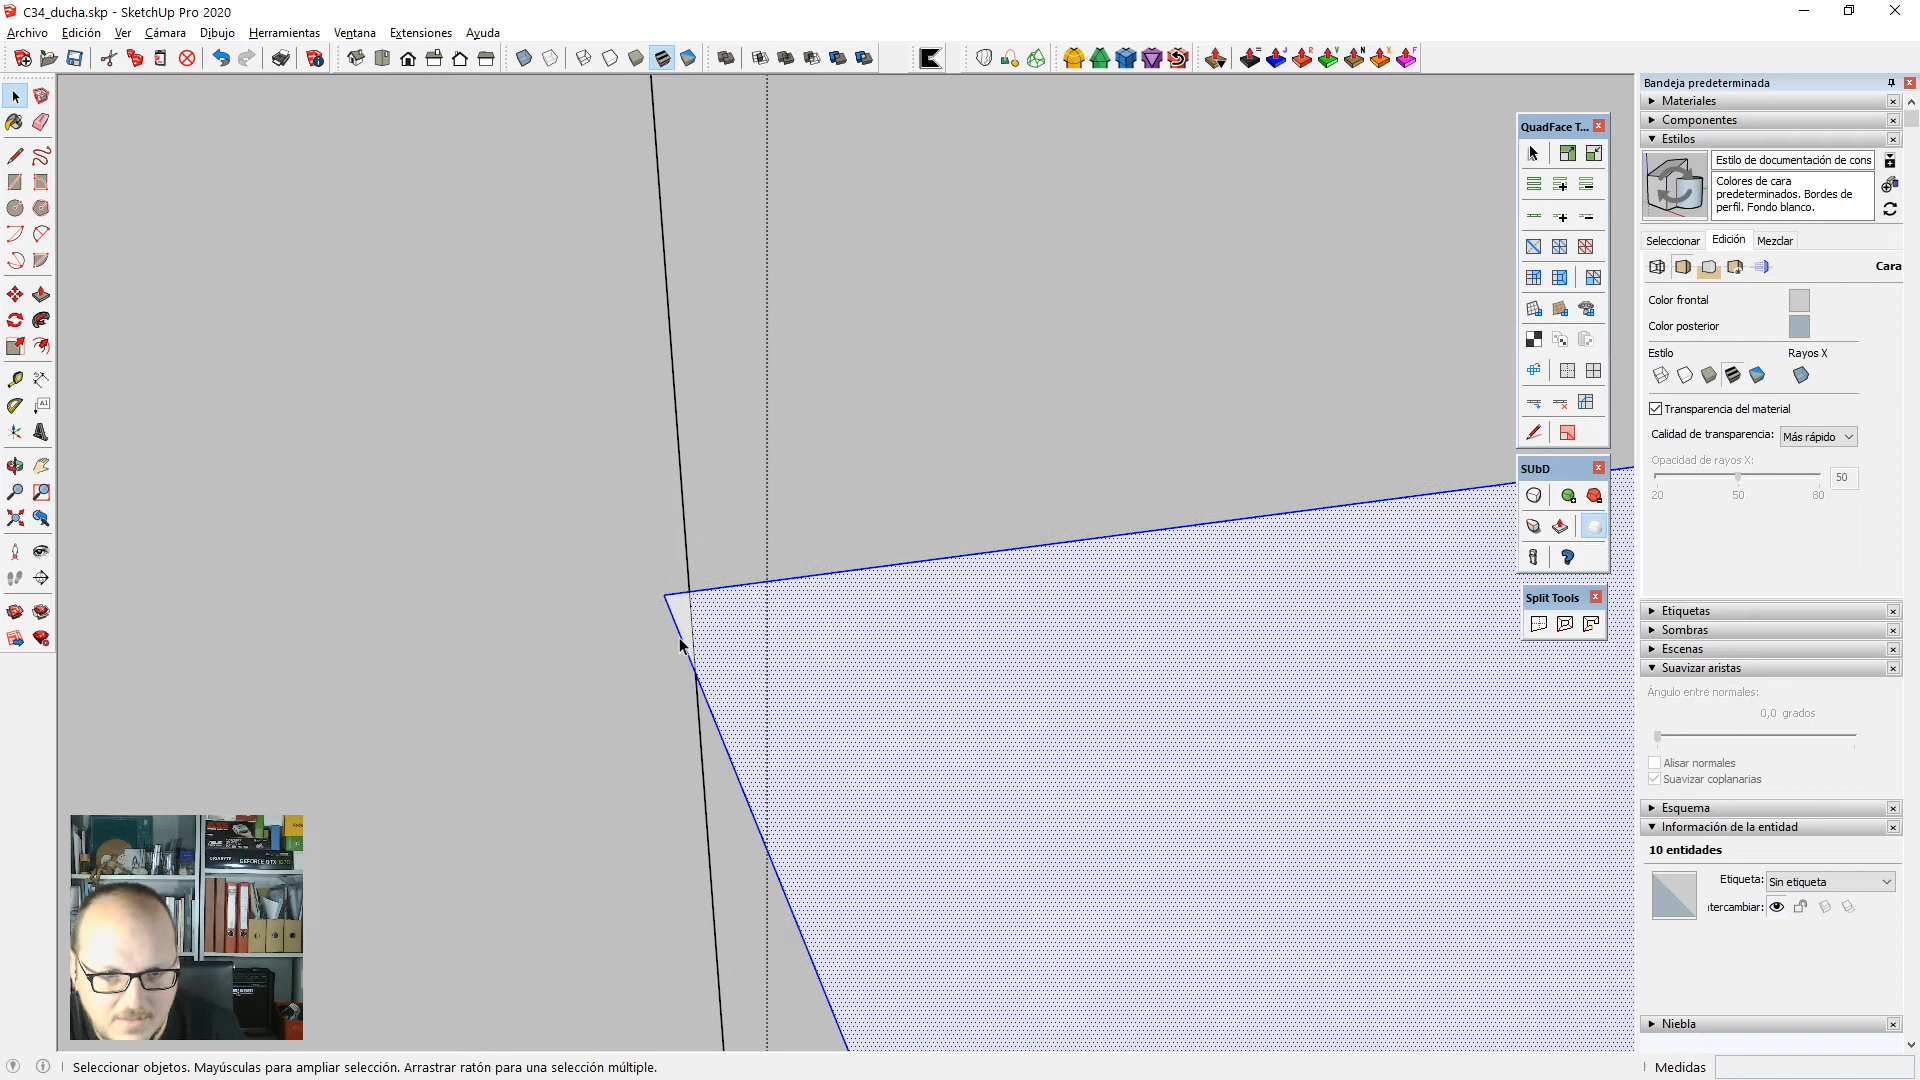 C34_ducha.skp - SketchUp Pro 2020
Archivo Edición Ver Cámara Dibujo Herramientas Ventana Extensiones Ayuda
QuadFace T...
SUbD
Split Tools
Bandeja predeterminada
Materiales
Componentes
Estilos
Estilo de documentación de cons
Colores de cara
predeterminados. Bordes de
perfil. Fondo blanco.
Seleccionar Edición Mezclar
Cara
Color frontal
Color posterior
Estilo Rayos X
Transparencia del material
Calidad de transparencia: Más rápido
Opacidad de rayos X:
50
20 50 80
Etiquetas
Sombras
Escenas
Suavizar aristas
Ángulo entre normales:
0,0 grados
Alisar normales
Suavizar coplanarias
Esquema
Información de la entidad
10 entidades
Etiqueta: Sin etiqueta
ıtercambiar:
Niebla
GIGABYTE
GEFORCE GTX 1070
Seleccionar objetos. Mayúsculas para ampliar selección. Arrastrar ratón para una selección múltiple.
Medidas